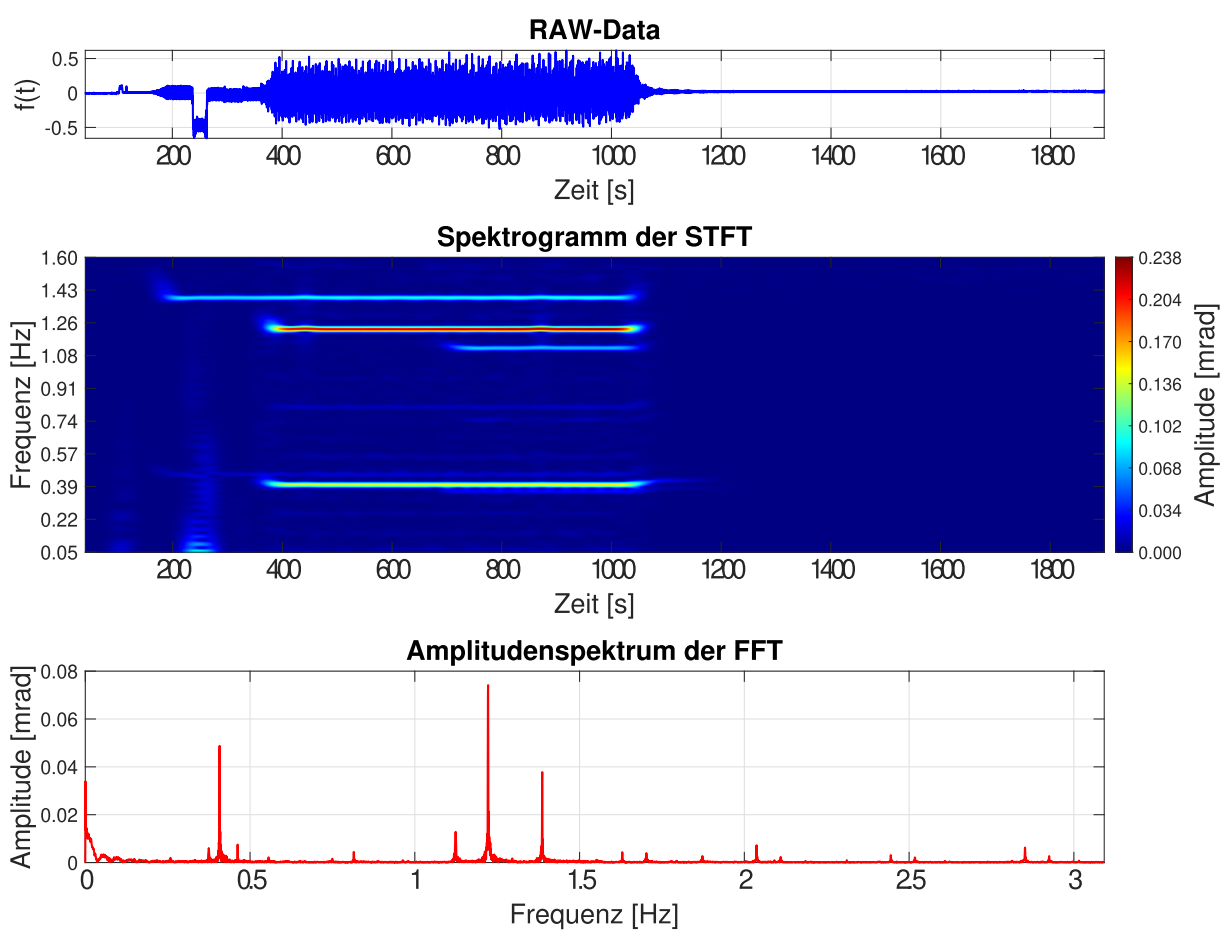 RAW-Data
f(t)
0.5
0
-0.5
200 400 600 800 1000 1200 1400 1600 1800
Zeit [s]
Spektrogramm der STFT
Frequenz [Hz]
1.60
1.43
1.26
1.08
0.91
0.74
0.57
0.39
0.22
0.05
200 400 600 800 1000 1200 1400 1600 1800
Zeit [s]
0.238
0.204
0.170
0.136
0.102
0.068
0.034
0.000
Amplitude [mrad]
Amplitudenspektrum der FFT
Amplitude [mrad]
0.08
0.06
0.04
0.02
0
0 0.5 1 1.5 2 2.5 3
Frequenz [Hz]